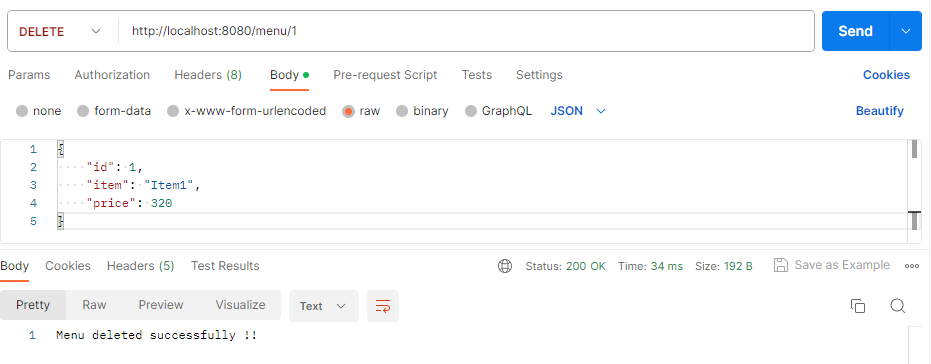 DELETE http://localhost:8080/menu/1 Send
Params Authorization Headers (8) Body Pre-request Script Tests Settings Cookies
none form-data x-www-form-urlencoded raw binary GraphQL JSON Beautify
1 {
2 "id": 1,
3 "item": "Item1",
4 "price": 320
5 }
Body Cookies Headers (5) Test Results Status: 200 OK Time: 34 ms Size: 192 B Save as Example
Pretty Raw Preview Visualize Text
1 Menu deleted successfully !!